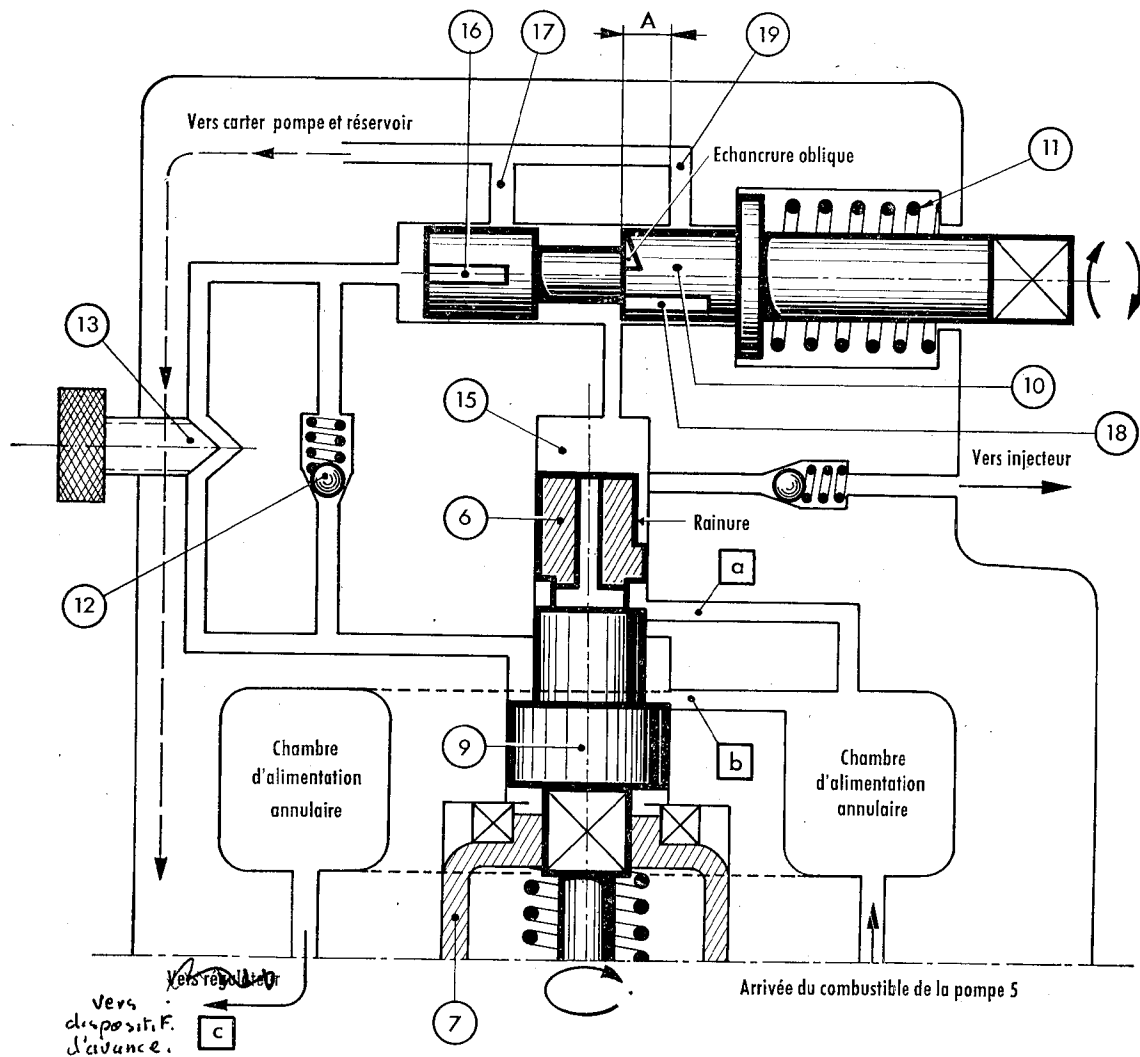 16
17
A
19
Vers carter pompe et réservoir
Echancrure oblique
11
13
10
18
15
Vers injecteur
6
Rainure
a
12
9
b
Chambre
d'alimentation
annulaire
Chambre
d'alimentation
annulaire
Vers régulateur
Arrivée du combustible de la pompe 5
vers
dispositif.
d'avance.
c
7